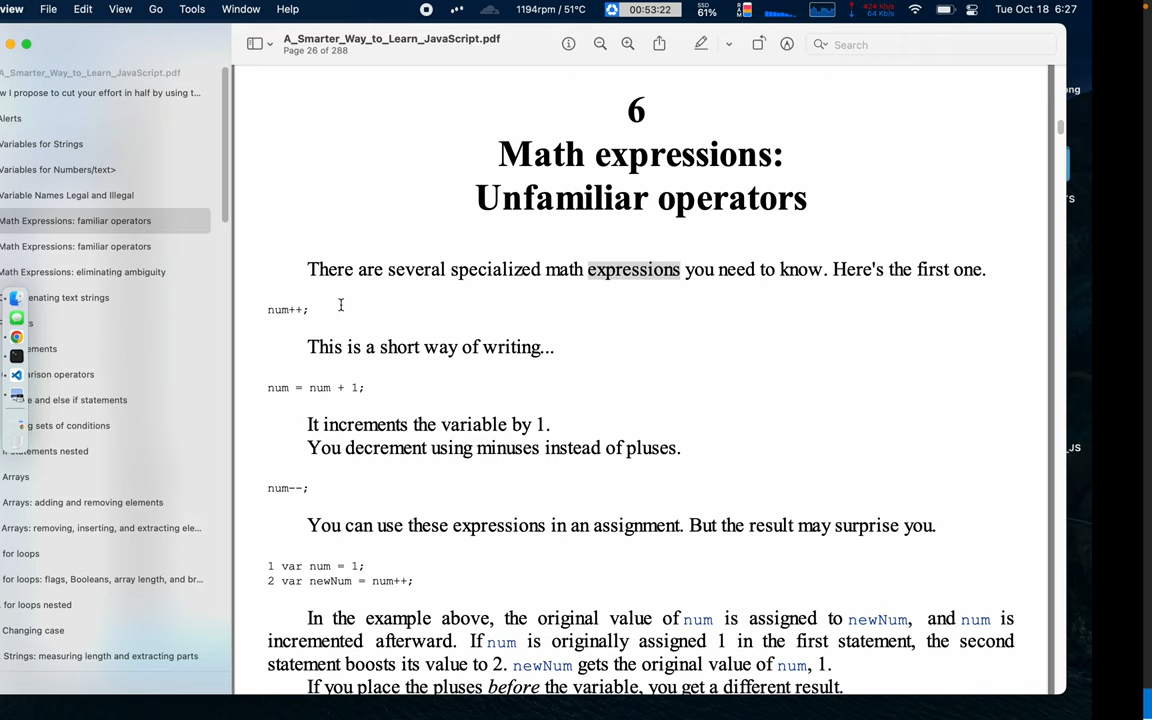 view File Edit View Go Tools Window Help 1194rpm / 51°C 00:53:22 SSD 61% 424 Kb/s 64 Kb/s Tue Oct 18 6:27
A_Smarter_Way_to_Learn_JavaScript.pdf
Page 26 of 288
Search
A_Smarter_Way_to_Learn_JavaScript.pdf
w I propose to cut your effort in half by using t...
Alerts
Variables for Strings
Variables for Numbers/text>
Variable Names Legal and Illegal
Math Expressions: familiar operators
Math Expressions: familiar operators
Math Expressions: eliminating ambiguity
enating text strings
s
ements
arison operators
e and else if statements
g sets of conditions
tatements nested
Arrays
Arrays: adding and removing elements
Arrays: removing, inserting, and extracting ele...
for loops
for loops: flags, Booleans, array length, and br...
for loops nested
Changing case
Strings: measuring length and extracting parts
6
Math expressions:
Unfamiliar operators
There are several specialized math expressions you need to know. Here's the first one.
num++;
This is a short way of writing...
num = num + 1;
It increments the variable by 1.
You decrement using minuses instead of pluses.
num--;
You can use these expressions in an assignment. But the result may surprise you.
1 var num = 1;
2 var newNum = num++;
In the example above, the original value of num is assigned to newNum, and num is
incremented afterward. If num is originally assigned 1 in the first statement, the second
statement boosts its value to 2. newNum gets the original value of num, 1.
If you place the pluses before the variable, you get a different result.
ong
rs
_JS